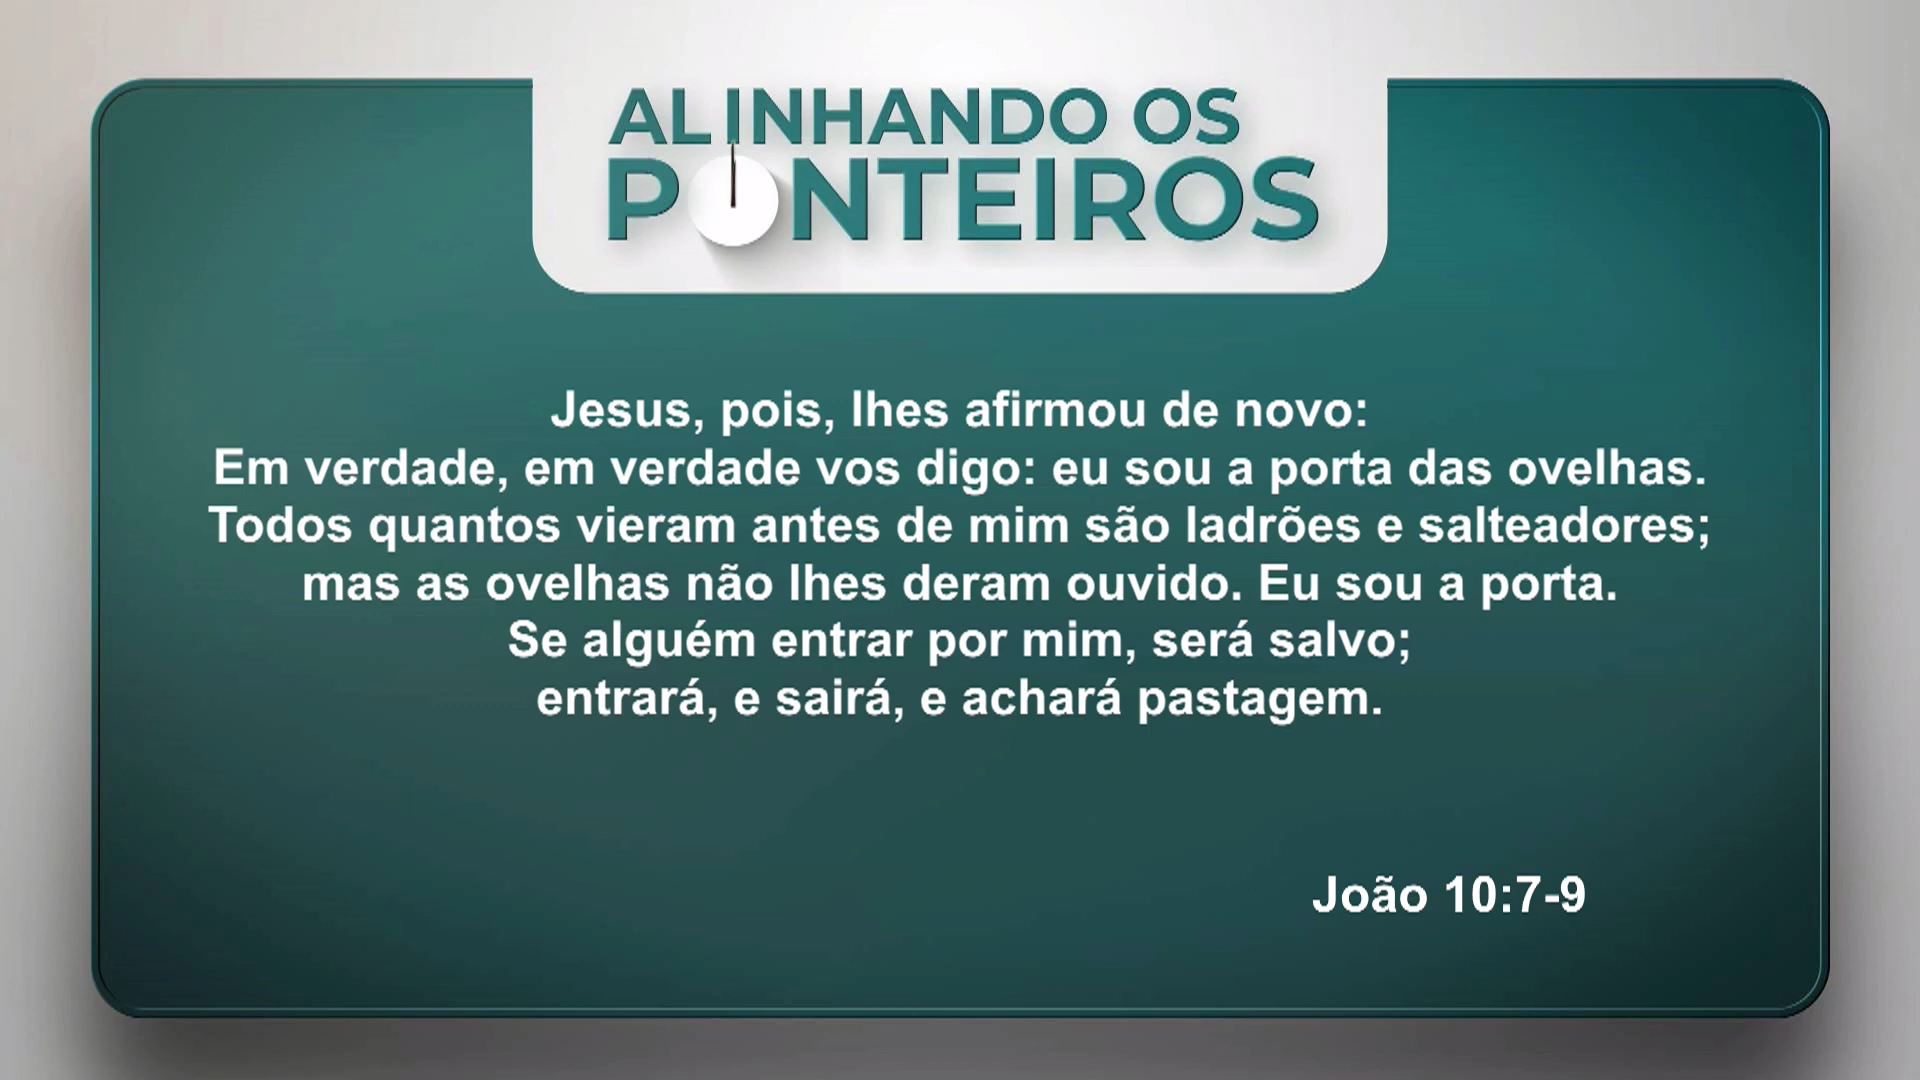 ALINHANDO OS
PONTEIROS
Jesus, pois, lhes afirmou de novo:
Em verdade, em verdade vos digo: eu sou a porta das ovelhas.
Todos quantos vieram antes de mim são ladrões e salteadores;
mas as ovelhas não lhes deram ouvido. Eu sou a porta.
Se alguém entrar por mim, será salvo;
entrará, e sairá, e achará pastagem.
João 10:7-9